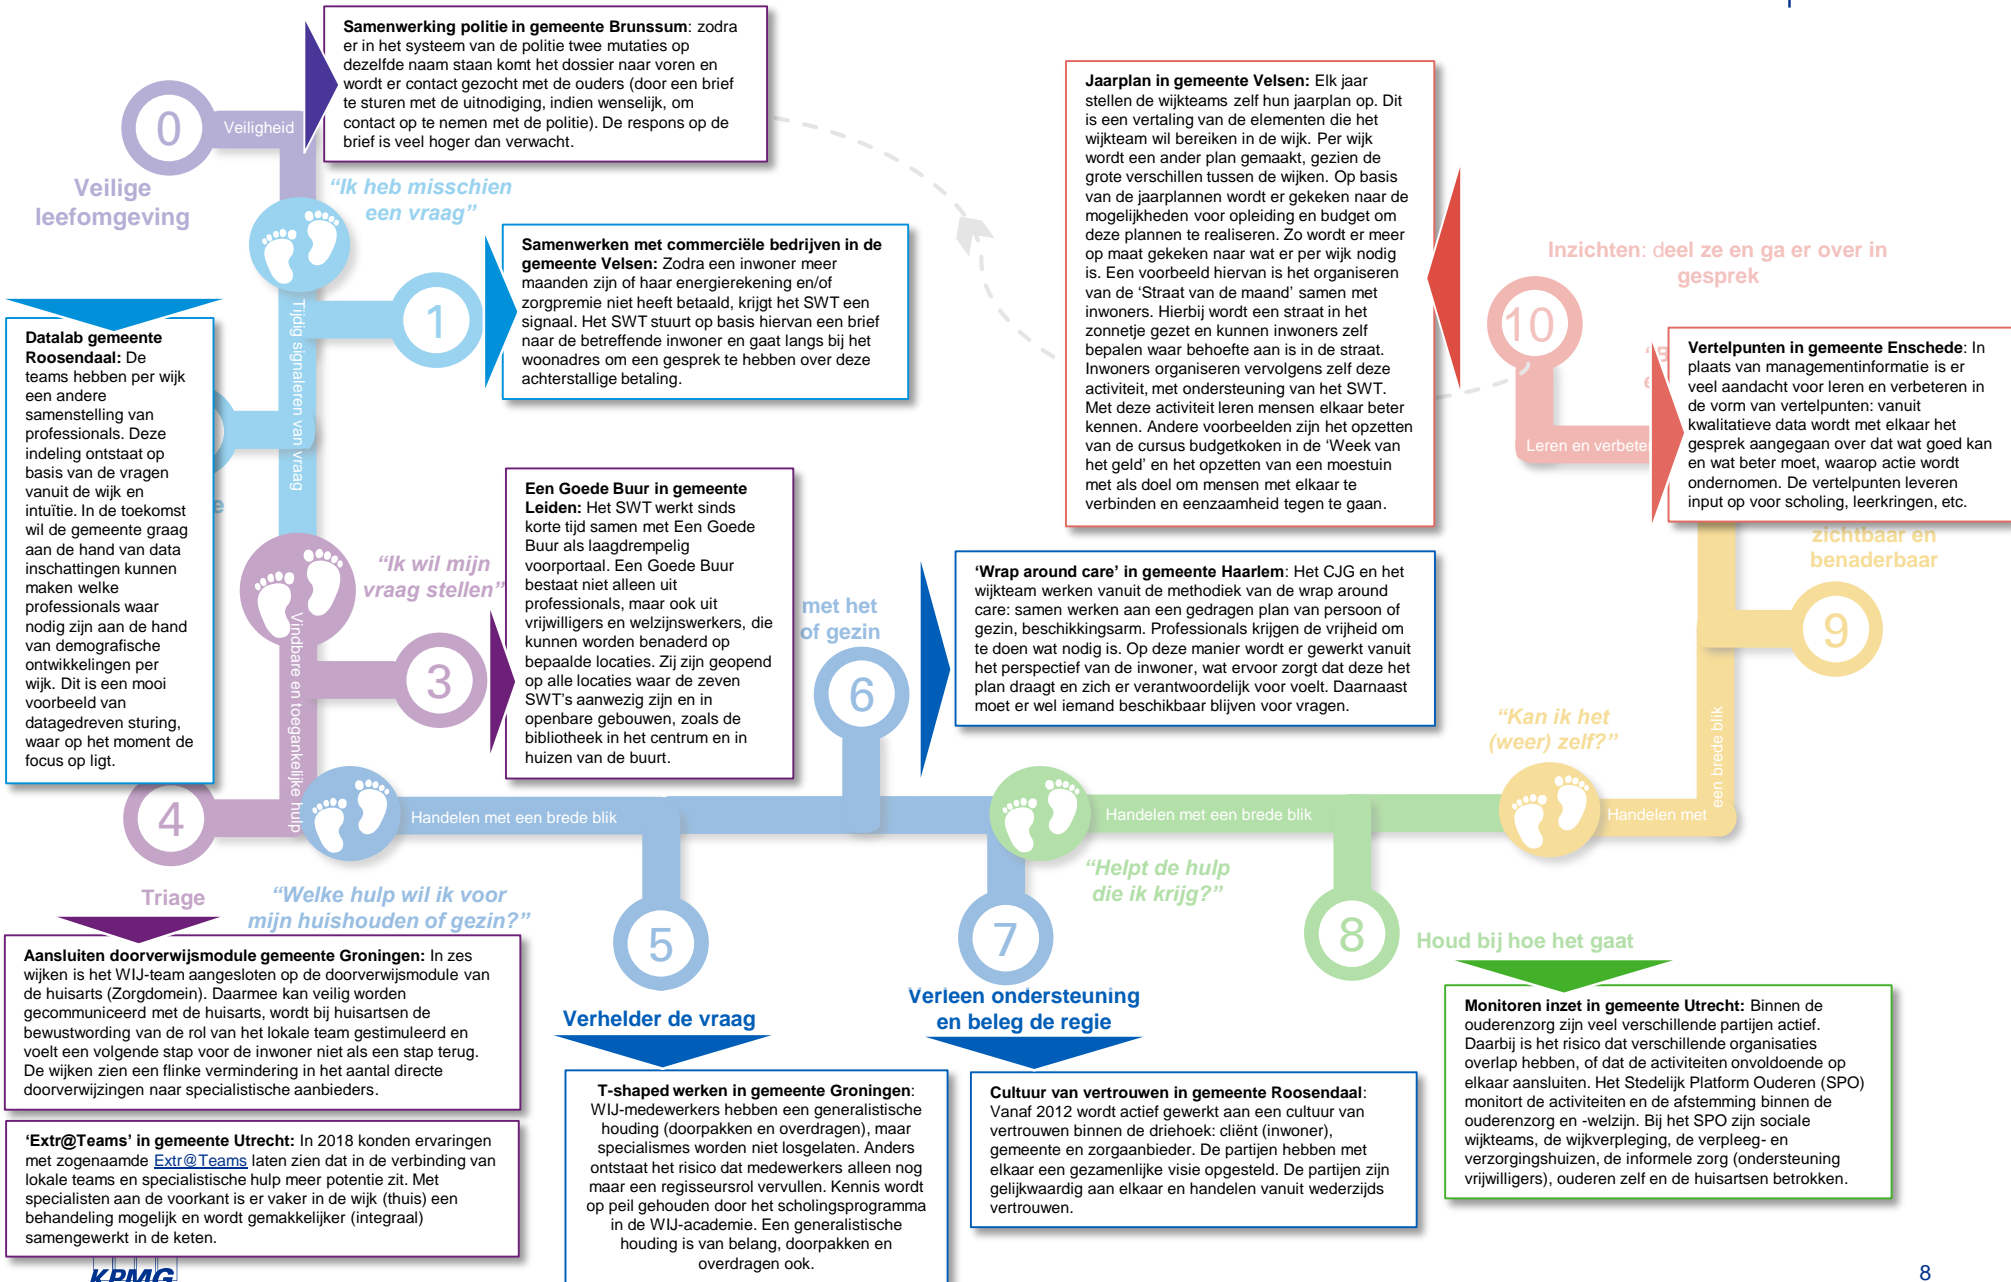 Samenwerking politie in gemeente Brunssum: zodra
er in het systeem van de politie twee mutaties op
dezelfde naam staan komt het dossier naar voren en
wordt er contact gezocht met de ouders (door een brief
te sturen met de uitnodiging, indien wenselijk, om
contact op te nemen met de politie). De respons op de
brief is veel hoger dan verwacht.
0
Veiligheid
Veilige
leefomgeving
“Ik heb misschien
een vraag”
Tijdig signaleren van vraag
1
Samenwerken met commerciële bedrijven in de
gemeente Velsen: Zodra een inwoner meer
maanden zijn of haar energierekening en/of
zorgpremie niet heeft betaald, krijgt het SWT een
signaal. Het SWT stuurt op basis hiervan een brief
naar de betreffende inwoner en gaat langs bij het
woonadres om een gesprek te hebben over deze
achterstallige betaling.
Jaarplan in gemeente Velsen: Elk jaar
stellen de wijkteams zelf hun jaarplan op. Dit
is een vertaling van de elementen die het
wijkteam wil bereiken in de wijk. Per wijk
wordt een ander plan gemaakt, gezien de
grote verschillen tussen de wijken. Op basis
van de jaarplannen wordt er gekeken naar de
mogelijkheden voor opleiding en budget om
deze plannen te realiseren. Zo wordt er meer
op maat gekeken naar wat er per wijk nodig
is. Een voorbeeld hiervan is het organiseren
van de ‘Straat van de maand’ samen met
inwoners. Hierbij wordt een straat in het
zonnetje gezet en kunnen inwoners zelf
bepalen waar behoefte aan is in de straat.
Inwoners organiseren vervolgens zelf deze
activiteit, met ondersteuning van het SWT.
Met deze activiteit leren mensen elkaar beter
kennen. Andere voorbeelden zijn het opzetten
van de cursus budgetkoken in de ‘Week van
het geld’ en het opzetten van een moestuin
met als doel om mensen met elkaar te
verbinden en eenzaamheid tegen te gaan.
Inzichten: deel ze en ga er over in
gesprek
10
Leren en verbete
Vertelpunten in gemeente Enschede: In
plaats van managementinformatie is er
veel aandacht voor leren en verbeteren in
de vorm van vertelpunten: vanuit
kwalitatieve data wordt met elkaar het
gesprek aangegaan over dat wat goed kan
en wat beter moet, waarop actie wordt
ondernomen. De vertelpunten leveren
input op voor scholing, leerkringen, etc.
Datalab gemeente
Roosendaal: De
teams hebben per wijk
een andere
samenstelling van
professionals. Deze
indeling ontstaat op
basis van de vragen
vanuit de wijk en
intuïtie. In de toekomst
wil de gemeente graag
aan de hand van data
inschattingen kunnen
maken welke
professionals waar
nodig zijn aan de hand
van demografische
ontwikkelingen per
wijk. Dit is een mooi
voorbeeld van
datagedreven sturing,
waar op het moment de
focus op ligt.
e
“Ik wil mijn
vraag stellen”
Vindbare en toegankelijke hulp
3
Een Goede Buur in gemeente
Leiden: Het SWT werkt sinds
korte tijd samen met Een Goede
Buur als laagdrempelig
voorportaal. Een Goede Buur
bestaat niet alleen uit
professionals, maar ook uit
vrijwilligers en welzijnswerkers, die
kunnen worden benaderd op
bepaalde locaties. Zij zijn geopend
op alle locaties waar de zeven
SWT’s aanwezig zijn en in
openbare gebouwen, zoals de
bibliotheek in het centrum en in
huizen van de buurt.
met het
of gezin
6
‘Wrap around care’ in gemeente Haarlem: Het CJG en het
wijkteam werken vanuit de methodiek van de wrap around
care: samen werken aan een gedragen plan van persoon of
gezin, beschikkingsarm. Professionals krijgen de vrijheid om
te doen wat nodig is. Op deze manier wordt er gewerkt vanuit
het perspectief van de inwoner, wat ervoor zorgt dat deze het
plan draagt en zich er verantwoordelijk voor voelt. Daarnaast
moet er wel iemand beschikbaar blijven voor vragen.
zichtbaar en
benaderbaar
9
“Kan ik het
(weer) zelf?”
een brede blik
Handelen met
4
Triage
Handelen met een brede blik
Handelen met een brede blik
“Welke hulp wil ik voor
mijn huishouden of gezin?”
5
Verhelder de vraag
7
Verleen ondersteuning
en beleg de regie
“Helpt de hulp
die ik krijg?”
8
Houd bij hoe het gaat
Aansluiten doorverwijsmodule gemeente Groningen: In zes
wijken is het WIJ-team aangesloten op de doorverwijsmodule van
de huisarts (Zorgdomein). Daarmee kan veilig worden
gecommuniceerd met de huisarts, wordt bij huisartsen de
bewustwording van de rol van het lokale team gestimuleerd en
voelt een volgende stap voor de inwoner niet als een stap terug.
De wijken zien een flinke vermindering in het aantal directe
doorverwijzingen naar specialistische aanbieders.
‘Extr@Teams’ in gemeente Utrecht: In 2018 konden ervaringen
met zogenaamde Extr@Teams laten zien dat in de verbinding van
lokale teams en specialistische hulp meer potentie zit. Met
specialisten aan de voorkant is er vaker in de wijk (thuis) een
behandeling mogelijk en wordt gemakkelijker (integraal)
samengewerkt in de keten.
T-shaped werken in gemeente Groningen:
WIJ-medewerkers hebben een generalistische
houding (doorpakken en overdragen), maar
specialismes worden niet losgelaten. Anders
ontstaat het risico dat medewerkers alleen nog
maar een regisseursrol vervullen. Kennis wordt
op peil gehouden door het scholingsprogramma
in de WIJ-academie. Een generalistische
houding is van belang, doorpakken en
overdragen ook.
Cultuur van vertrouwen in gemeente Roosendaal:
Vanaf 2012 wordt actief gewerkt aan een cultuur van
vertrouwen binnen de driehoek: cliënt (inwoner),
gemeente en zorgaanbieder. De partijen hebben met
elkaar een gezamenlijke visie opgesteld. De partijen zijn
gelijkwaardig aan elkaar en handelen vanuit wederzijds
vertrouwen.
Monitoren inzet in gemeente Utrecht: Binnen de
ouderenzorg zijn veel verschillende partijen actief.
Daarbij is het risico dat verschillende organisaties
overlap hebben, of dat de activiteiten onvoldoende op
elkaar aansluiten. Het Stedelijk Platform Ouderen (SPO)
monitort de activiteiten en de afstemming binnen de
ouderenzorg en -welzijn. Bij het SPO zijn sociale
wijkteams, de wijkverpleging, de verpleeg- en
verzorgingshuizen, de informele zorg (ondersteuning
vrijwilligers), ouderen zelf en de huisartsen betrokken.
KPMG
8